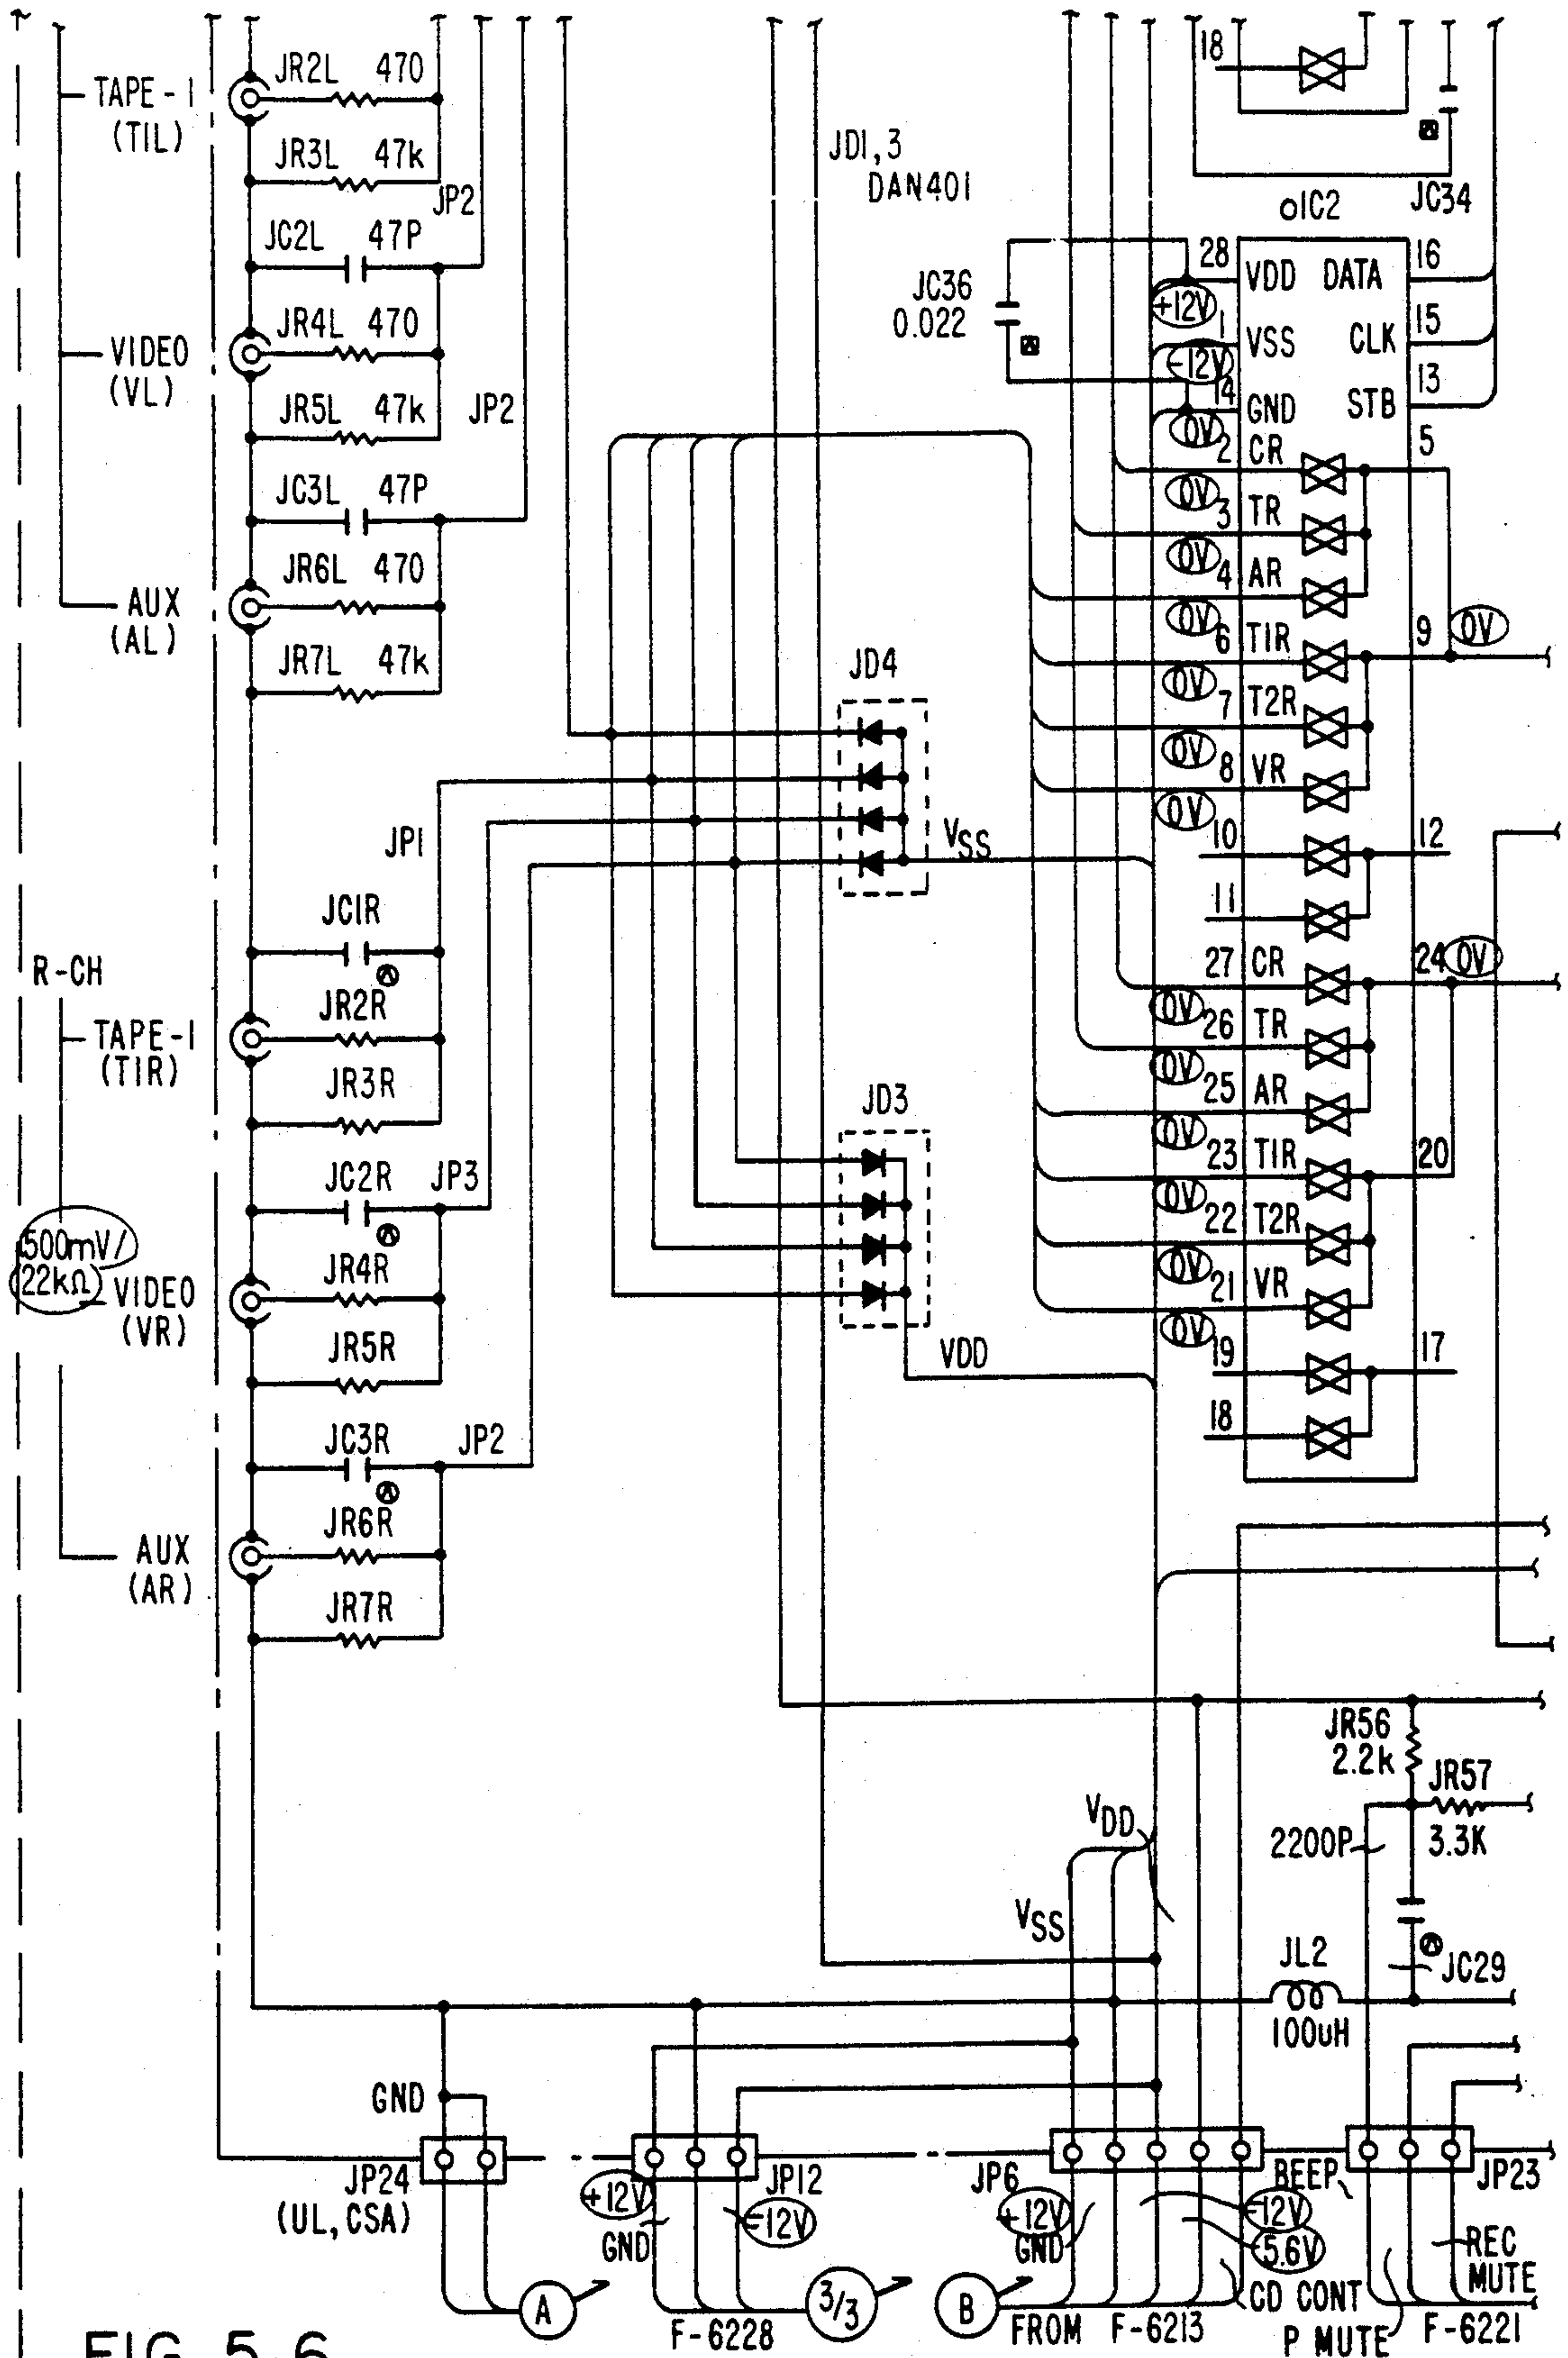 JR2L 470
TAPE-1
(TIL)
JR3L 47k
JP2
JC2L 47P
JR4L 470
VIDEO
(VL)
JR5L 47k
JP2
JC3L 47P
JR6L 470
AUX
(AL)
JR7L 47k
JD1,3
DAN401
18
JC34
IC2
JC36
0.022
28 VDD DATA 16
+12V
1 VSS CLK 15
-12V
14 GND STB 13
0V
2 CR 5
0V
3 TR
0V
4 AR
0V
6 TIR 9 0V
0V
7 T2R
0V
8 VR
0V
10 12
11
27 CR 24 0V
0V
26 TR
0V
25 AR
0V
23 TIR 20
0V
22 T2R
0V
21 VR
0V
19 17
18
JD4
VSS
JP1
JC1R
R-CH
JR2R
TAPE-1
(TIR)
JR3R
JD3
JC2R JP3
500mV/
22kΩ
JR4R
VIDEO
(VR)
JR5R
VDD
JC3R JP2
JR6R
AUX
(AR)
JR7R
JR56
2.2k
JR57
3.3K
2200P
VDD
VSS
JL2
100uH
JC29
GND
JP24
(UL, CSA)
+12V
GND
JP12
-12V
JP6
+12V
GND
-12V
5.6V
BEEP
JP23
REC
MUTE
A
3/3
F-6228
B
FROM F-6213
CD CONT
P MUTE
F-6221
FIG 5.6